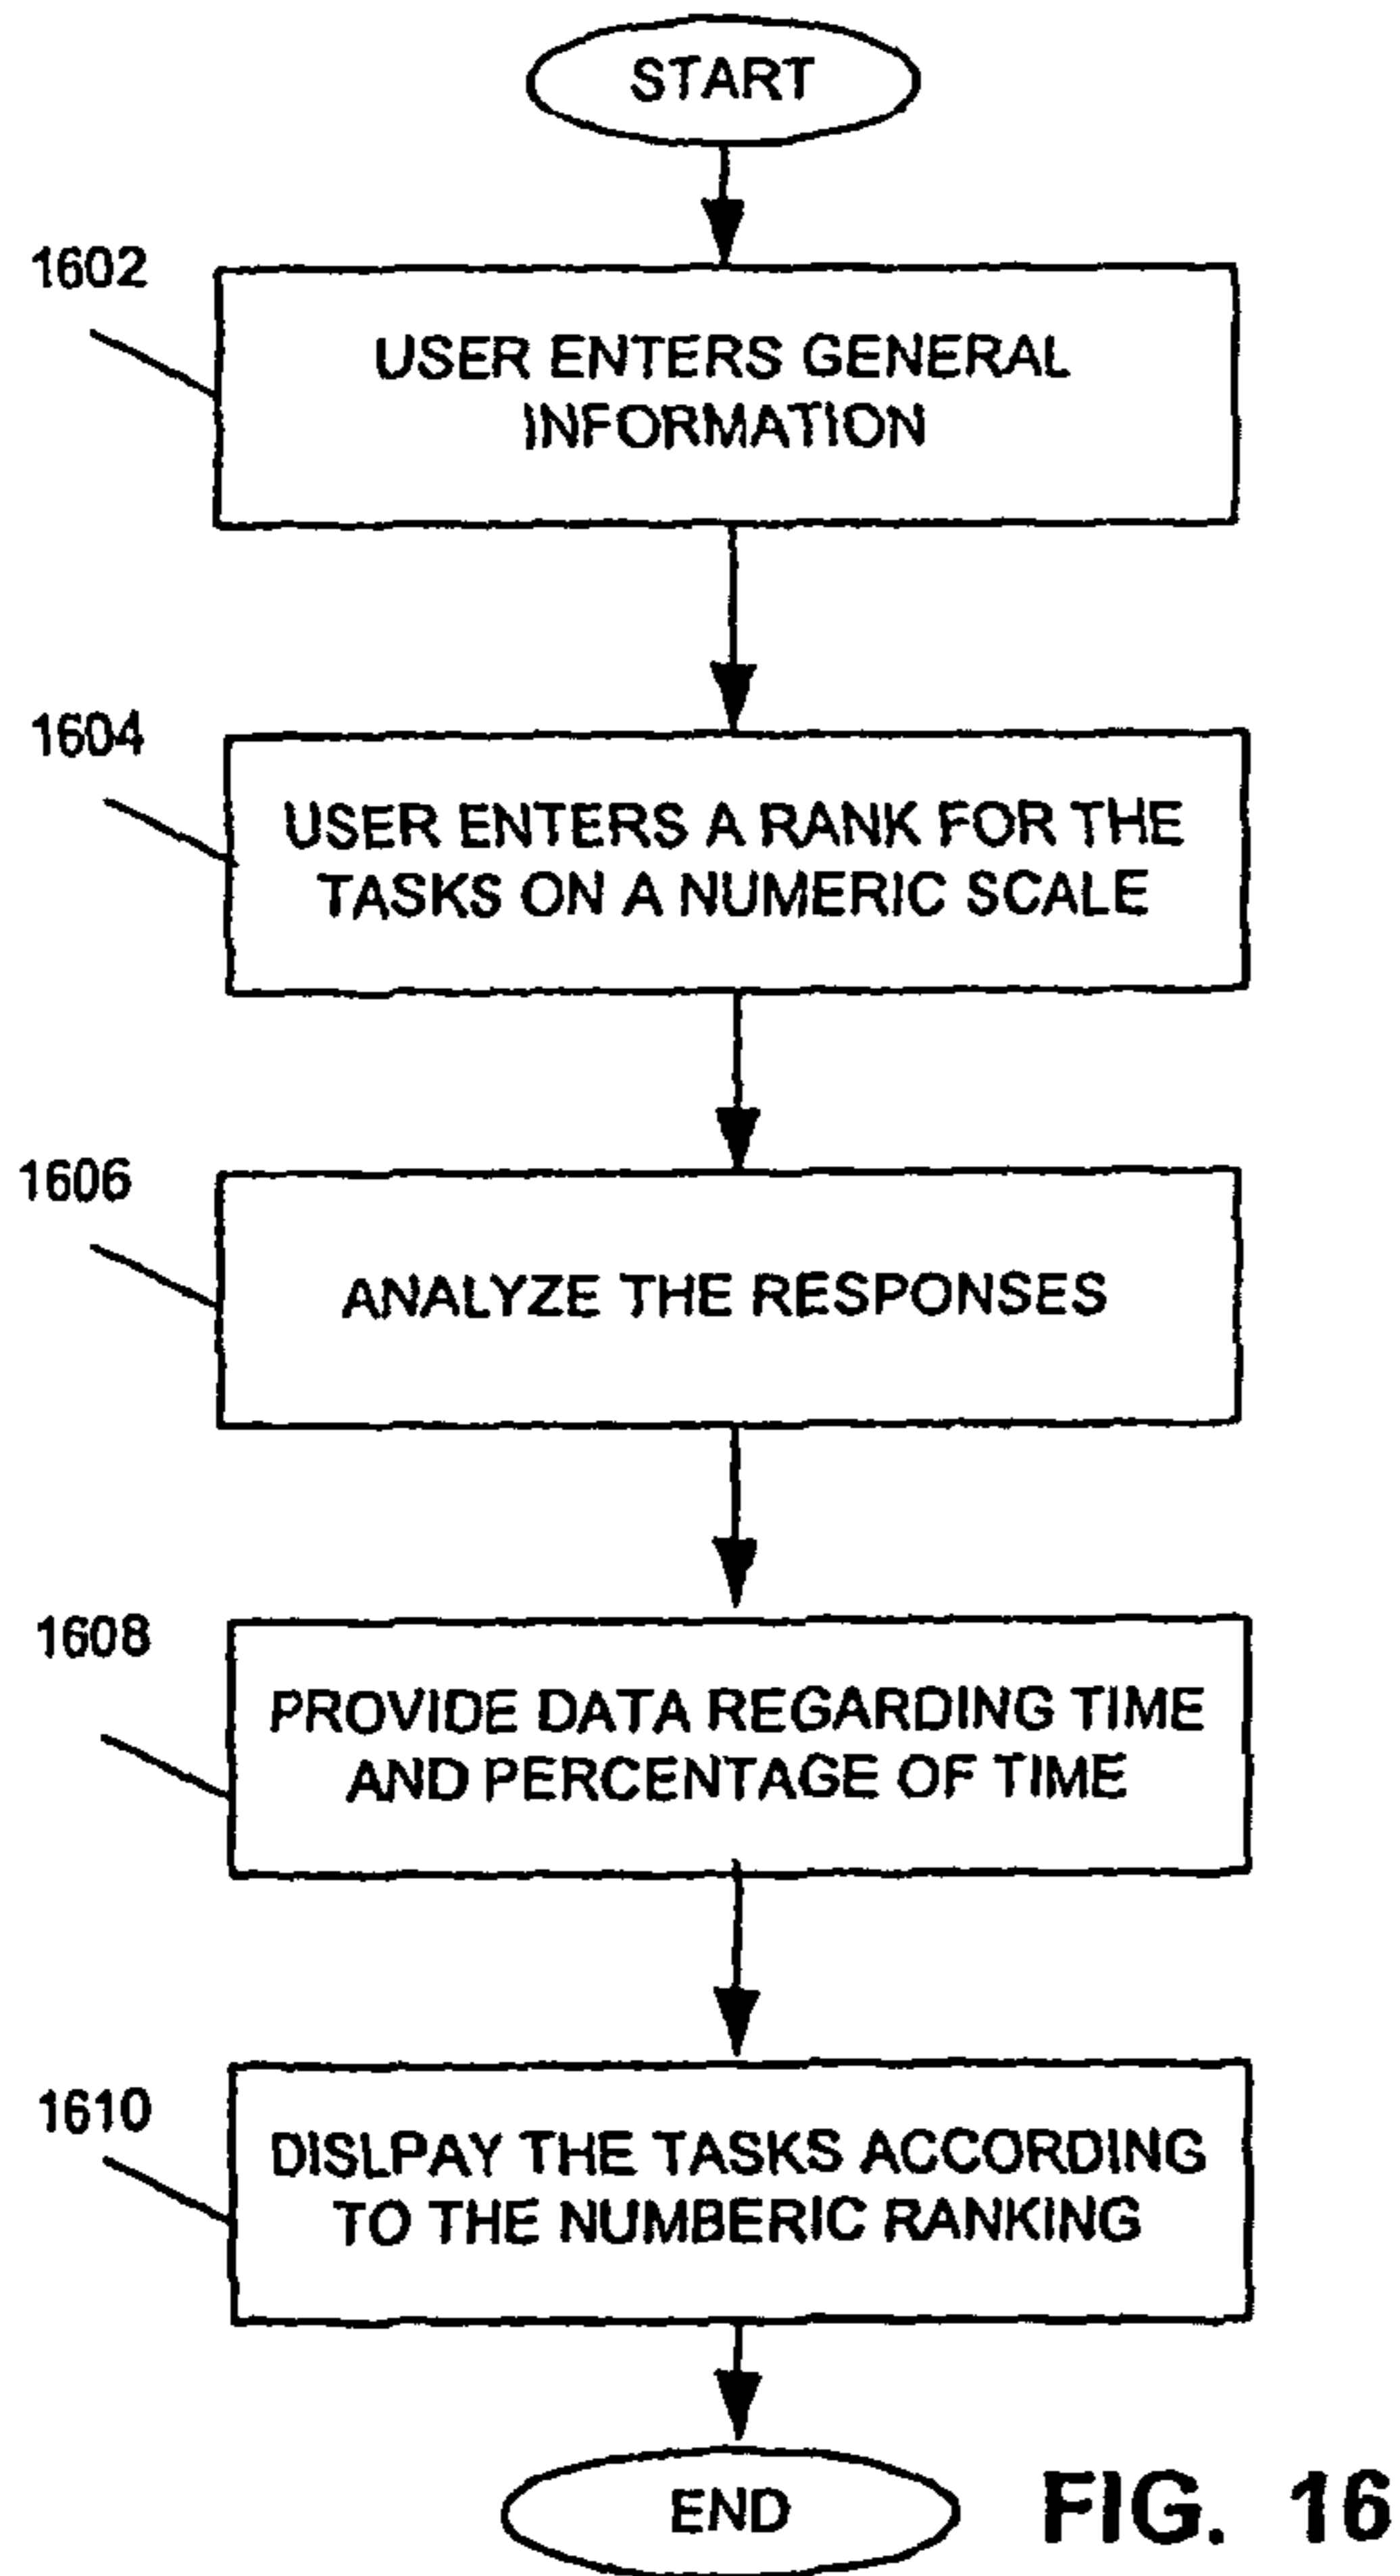 START
1602
USER ENTERS GENERAL
INFORMATION
1604
USER ENTERS A RANK FOR THE
TASKS ON A NUMERIC SCALE
1606
ANALYZE THE RESPONSES
1608
PROVIDE DATA REGARDING TIME
AND PERCENTAGE OF TIME
1610
DISLPAY THE TASKS ACCORDING
TO THE NUMBERIC RANKING
END
FIG. 16